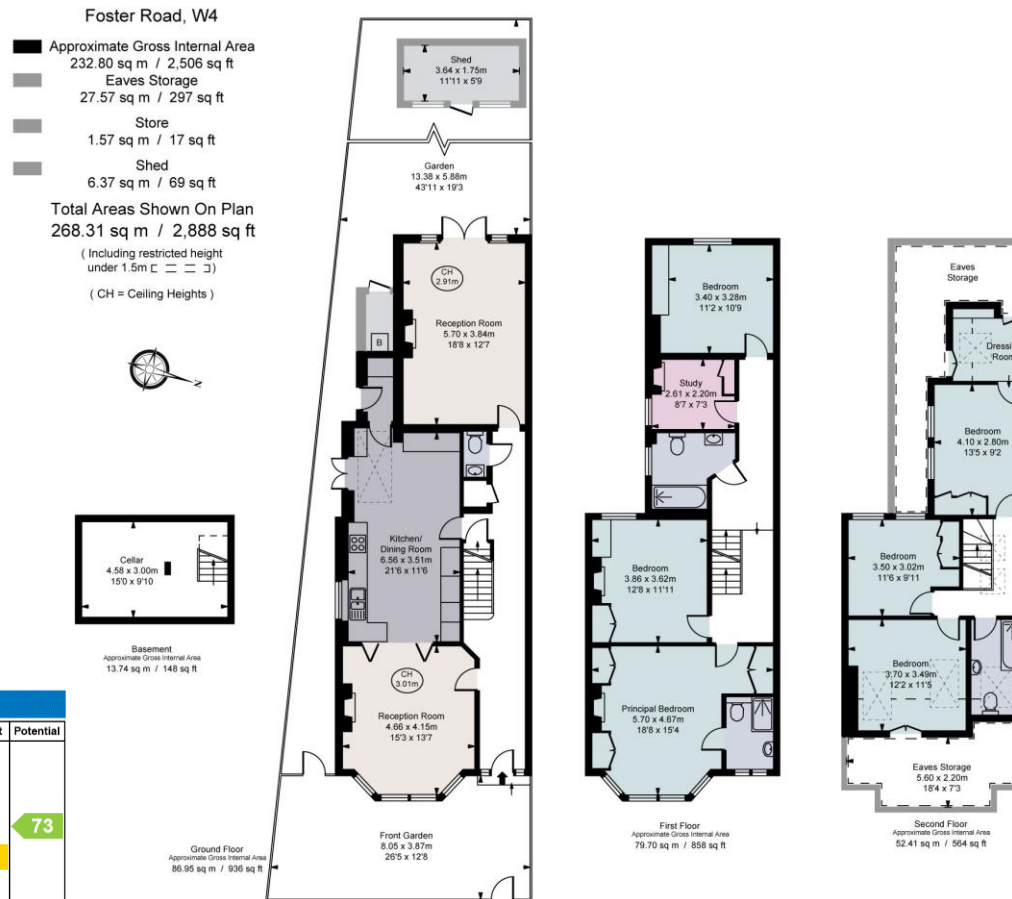 Foster Road, W4
Approximate Gross Internal Area
232.80 sq m / 2,506 sq ft
Eaves Storage
27.57 sq m / 297 sq ft
Store
1.57 sq m / 17 sq ft
Shed
6.37 sq m / 69 sq ft
Total Areas Shown On Plan
268.31 sq m / 2,888 sq ft
( Including restricted height
under 1.5m )
( CH = Ceiling Heights )
N
Cellar
4.58 x 3.00m
15'0 x 9'10
Basement
Approximate Gross Internal Area
13.74 sq m / 148 sq ft
Potential
73
Shed
3.64 x 1.75m
11'11 x 5'9
Garden
13.38 x 5.88m
43'11 x 19'3
CH
2.91m
Reception Room
5.70 x 3.84m
18'8 x 12'7
B
Kitchen/
Dining Room
6.56 x 3.51m
21'6 x 11'6
CH
3.01m
Reception Room
4.66 x 4.15m
15'3 x 13'7
Front Garden
8.05 x 3.87m
26'5 x 12'8
Ground Floor
Approximate Gross Internal Area
86.95 sq m / 936 sq ft
Bedroom
3.40 x 3.28m
11'2 x 10'9
Study
2.61 x 2.20m
8'7 x 7'3
Bedroom
3.86 x 3.62m
12'8 x 11'11
Principal Bedroom
5.70 x 4.67m
18'8 x 15'4
First Floor
Approximate Gross Internal Area
79.70 sq m / 858 sq ft
Eaves
Storage
Dressi
Roon
Bedroom
4.10 x 2.80m
13'5 x 9'2
Bedroom
3.50 x 3.02m
11'6 x 9'11
Bedroom
3.70 x 3.49m
12'2 x 11'5
Eaves Storage
5.60 x 2.20m
18'4 x 7'3
Second Floor
Approximate Gross Internal Area
52.41 sq m / 564 sq ft